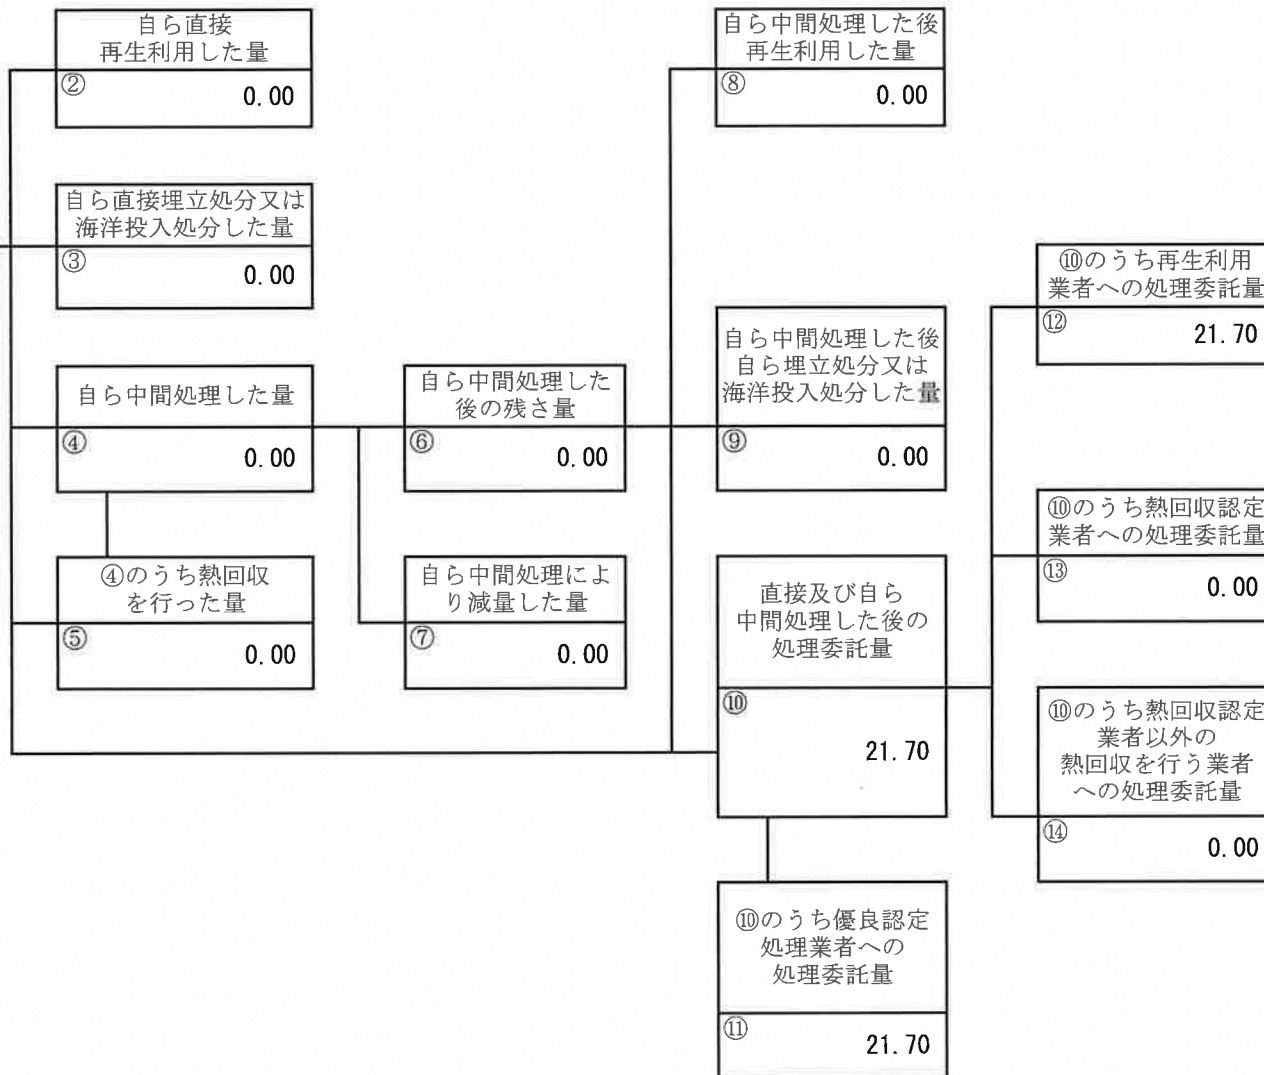 自ら直接
再生利用した量
②
0.00
自ら直接埋立処分又は
海洋投入処分した量
③
0.00
自ら中間処理した量
④
0.00
④のうち熱回収
を行った量
⑤
0.00
自ら中間処理した
後の残さ量
⑥
0.00
自ら中間処理によ
り減量した量
⑦
0.00
自ら中間処理した後
再生利用した量
⑧
0.00
自ら中間処理した後
自ら埋立処分又は
海洋投入処分した量
⑨
0.00
直接及び自ら
中間処理した後の
処理委託量
⑩
21.70
⑩のうち優良認定
処理業者への
処理委託量
⑪
21.70
⑩のうち再生利用
業者への処理委託量
⑫
21.70
⑩のうち熱回収認定
業者への処理委託量
⑬
0.00
⑩のうち熱回収認定
業者以外の
熱回収を行う業者
への処理委託量
⑭
0.00